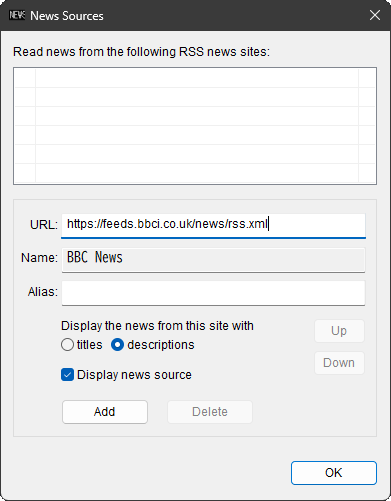 NEWS News Sources
Read news from the following RSS news sites:
URL: https://feeds.bbci.co.uk/news/rss.xml
Name: BBC News
Alias:
Display the news from this site with
titles descriptions
Up
Down
Display news source
Add Delete
OK